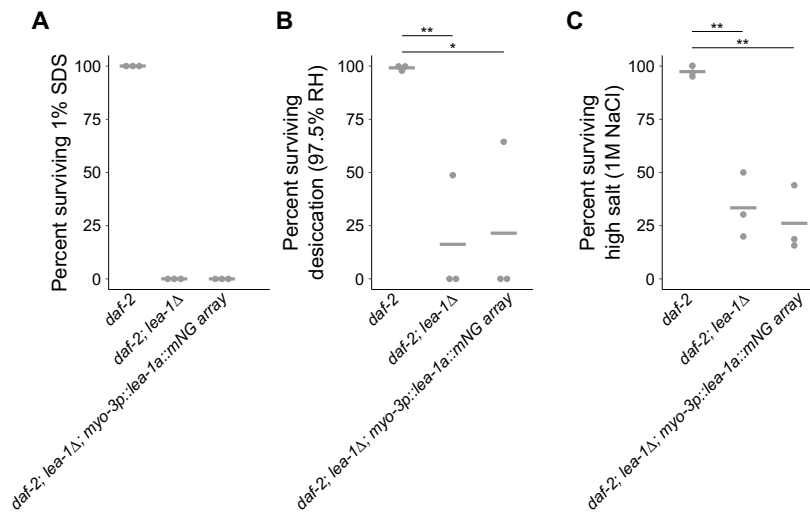 A
Percent surviving 1% SDS
100
75
50
25
0
daf-2
daf-2; lea-1Δ
daf-2; lea-1Δ; myo-3p::lea-1a::mNG array
B
Percent surviving
desiccation (97.5% RH)
**
*
100
75
50
25
0
daf-2
daf-2; lea-1Δ
daf-2; lea-1Δ; myo-3p::lea-1a::mNG array
C
Percent surviving
high salt (1M NaCl)
**
**
100
75
50
25
0
daf-2
daf-2; lea-1Δ
daf-2; lea-1Δ; myo-3p::lea-1a::mNG array